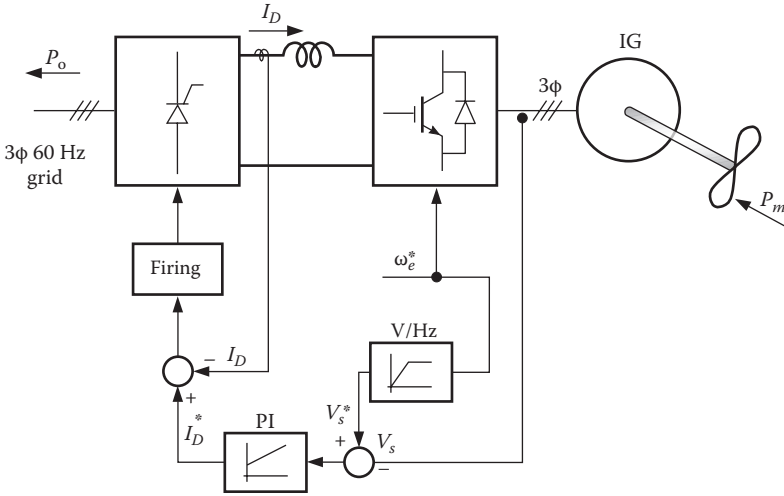 I_D
IG
P_o
3ϕ
3ϕ 60 Hz
grid
P_m
ω_e^*
Firing
V/Hz
− I_D
+
V_s^*
I_D^*
PI
+
V_s
−